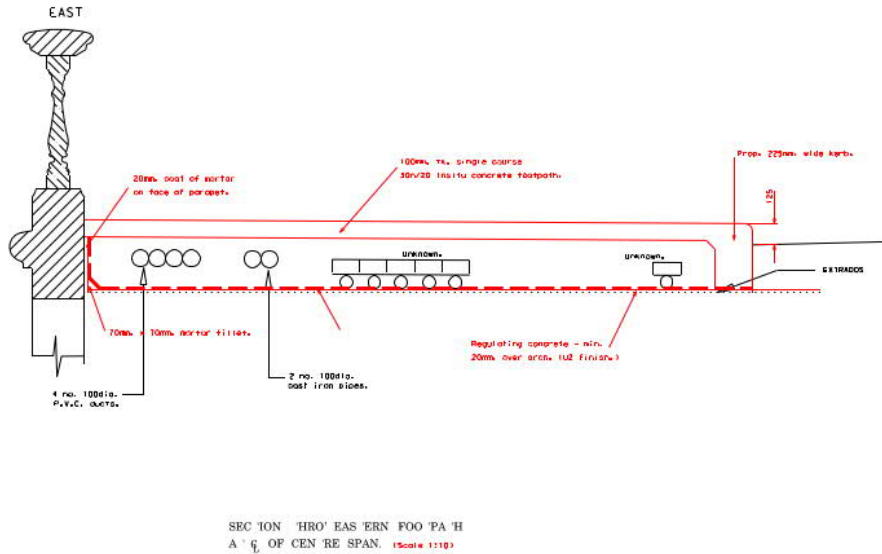 EAST
20mm. coat of mortar
on face of parapet.
100mm. TK. single course
30N/20 insitu concrete footpath.
Prop. 225mm. wide kerb.
125
Unknown.
Unknown.
EXTRADOS
70mm. x 70mm. mortar fillet.
Regulating concrete - min.
20mm. over arch. (U2 finish.)
4 no. 100dia.
P.V.C. ducts.
2 no. 100dia.
cast iron pipes.
SEC TION 'HRO' EAS 'ERN FOO 'PA 'H
A ' ℄ OF CEN 'RE SPAN. (Scale 1:10)